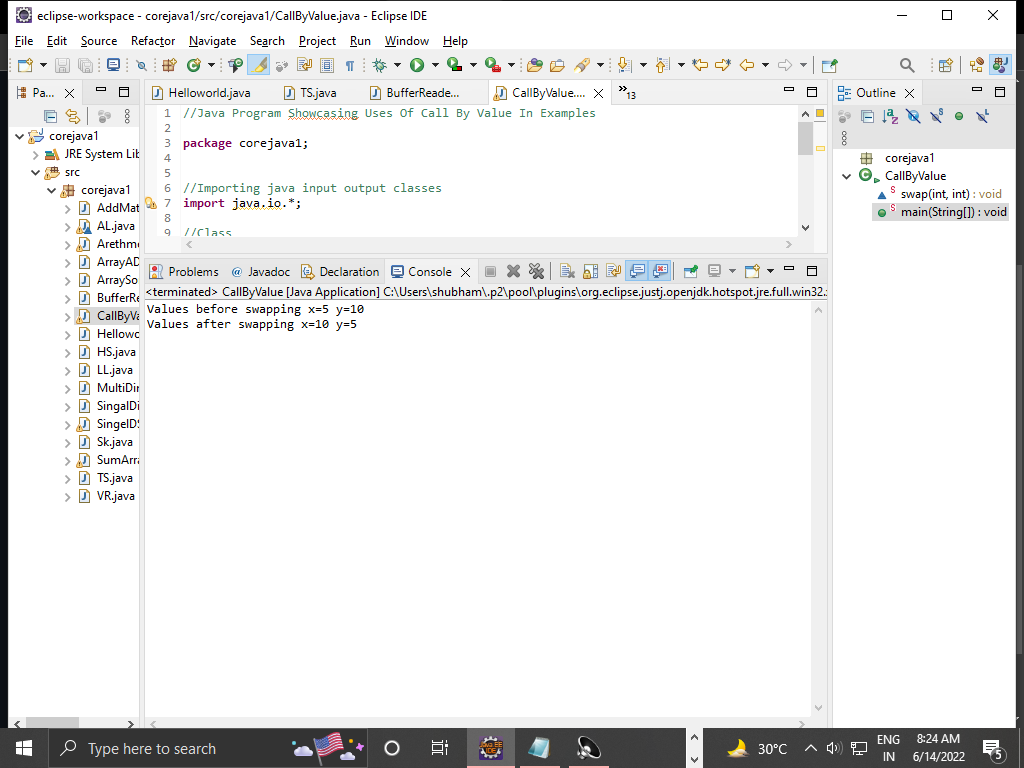 eclipse-workspace - corejava1/src/corejava1/CallByValue.java - Eclipse IDE
File Edit Source Refactor Navigate Search Project Run Window Help
Pa...
corejava1
JRE System Lib
src
corejava1
AddMat
AL.java
Arethme
ArrayAD
ArraySo
BufferRe
CallByVa
Hellowo
HS.java
LL.java
MultiDin
SingalDi
SingelDS
Sk.java
SumArra
TS.java
VR.java
Helloworld.java TS.java BufferReade... CallByValue.... »13
1 //Java Program Showcasing Uses Of Call By Value In Examples
2
3 package corejava1;
4
5
6 //Importing java input output classes
7 import java.io.*;
8
9 //Class
Problems @ Javadoc Declaration Console
<terminated> CallByValue [Java Application] C:\Users\shubham\.p2\pool\plugins\org.eclipse.justj.openjdk.hotspot.jre.full.win32.
Values before swapping x=5 y=10
Values after swapping x=10 y=5
Outline
corejava1
CallByValue
swap(int, int) : void
main(String[]) : void
Type here to search
30°C
ENG
IN
8:24 AM
6/14/2022
5